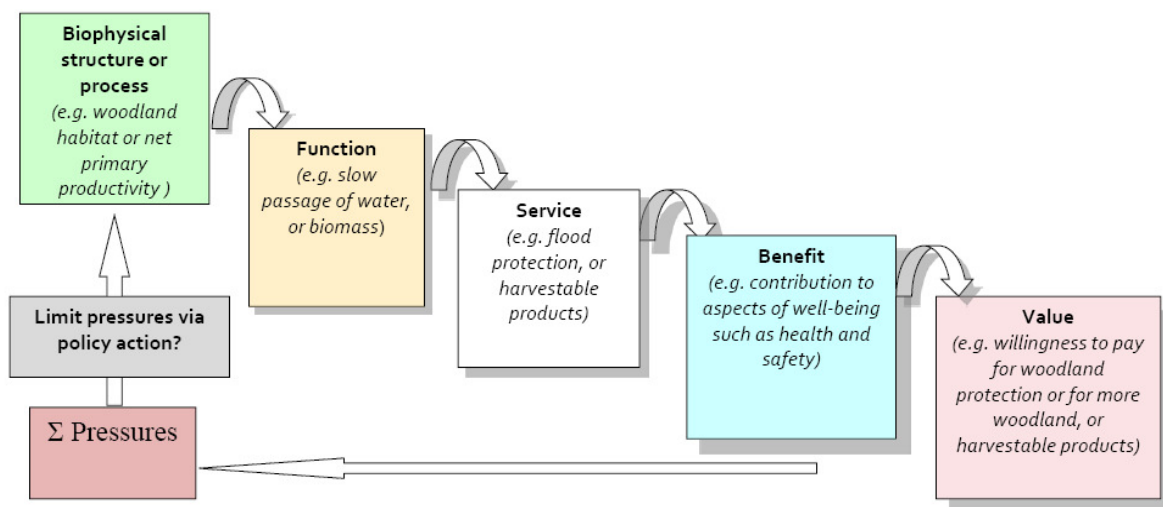 Biophysical
structure or
process
(e.g. woodland
habitat or net
primary
productivity )
Function
(e.g. slow
passage of water,
or biomass)
Service
(e.g. flood
protection, or
harvestable
products)
Benefit
(e.g. contribution to
aspects of well-being
such as health and
safety)
Value
(e.g. willingness to pay
for woodland
protection or for more
woodland, or
harvestable products)
Limit pressures via
policy action?
Σ Pressures